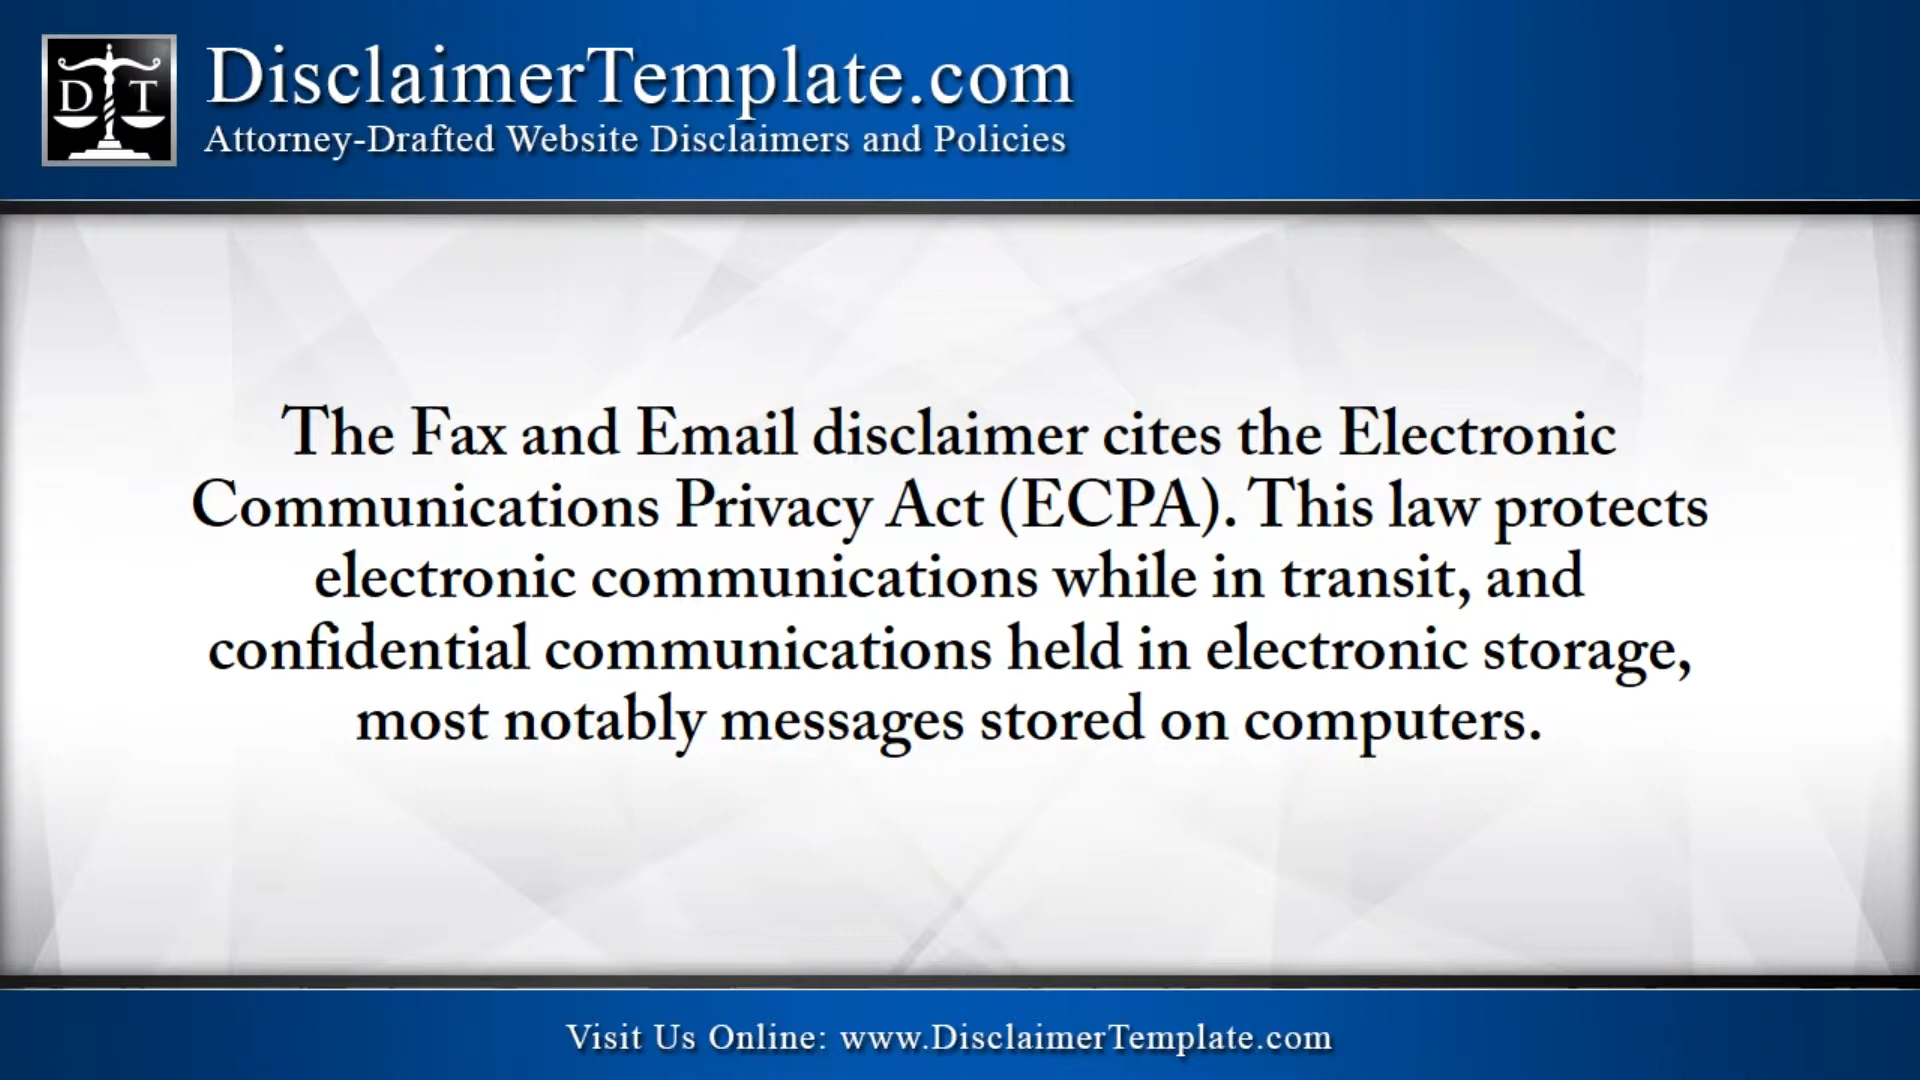 D T
DisclaimerTemplate.com
Attorney-Drafted Website Disclaimers and Policies
The Fax and Email disclaimer cites the Electronic
Communications Privacy Act (ECPA). This law protects
electronic communications while in transit, and
confidential communications held in electronic storage,
most notably messages stored on computers.
Visit Us Online: www.DisclaimerTemplate.com